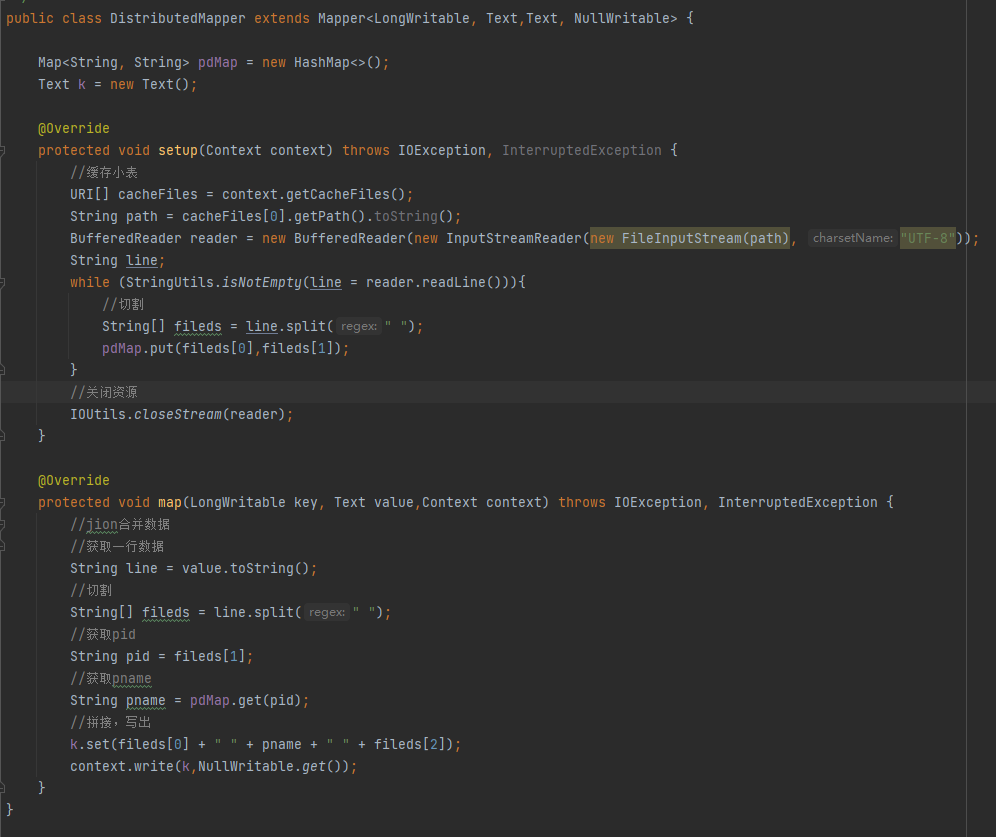 public class DistributedMapper extends Mapper<LongWritable, Text,Text, NullWritable> {
Map<String, String> pdMap = new HashMap<>();
Text k = new Text();
@Override
protected void setup(Context context) throws IOException, InterruptedException {
//缓存小表
URI[] cacheFiles = context.getCacheFiles();
String path = cacheFiles[0].getPath().toString();
BufferedReader reader = new BufferedReader(new InputStreamReader(new FileInputStream(path), charsetName: "UTF-8"));
String line;
while (StringUtils.isNotEmpty(line = reader.readLine())){
//切割
String[] fileds = line.split( regex: " ");
pdMap.put(fileds[0],fileds[1]);
}
//关闭资源
IOUtils.closeStream(reader);
}
@Override
protected void map(LongWritable key, Text value,Context context) throws IOException, InterruptedException {
//jion合并数据
//获取一行数据
String line = value.toString();
//切割
String[] fileds = line.split( regex: " ");
//获取pid
String pid = fileds[1];
//获取pname
String pname = pdMap.get(pid);
//拼接，写出
k.set(fileds[0] + " " + pname + " " + fileds[2]);
context.write(k,NullWritable.get());
}
}